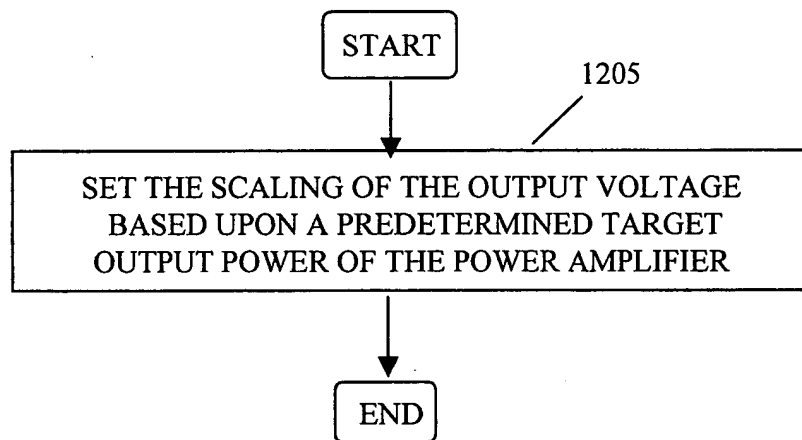 START
1205
SET THE SCALING OF THE OUTPUT VOLTAGE
BASED UPON A PREDETERMINED TARGET
OUTPUT POWER OF THE POWER AMPLIFIER
END